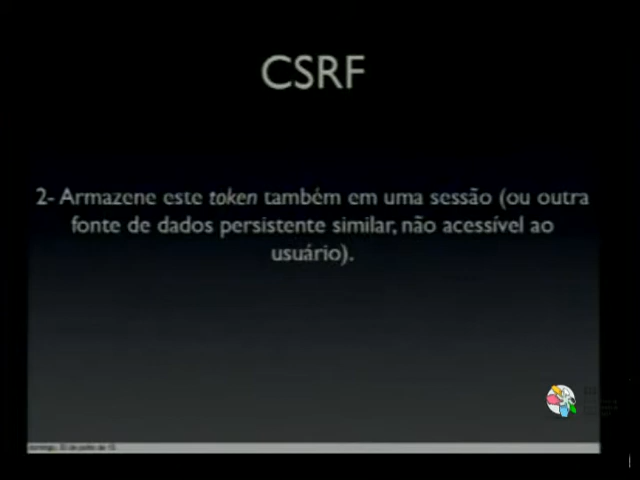 CSRF
2- Armazene este token também em uma sessão (ou outra
fonte de dados persistente similar, não acessível ao
usuário).